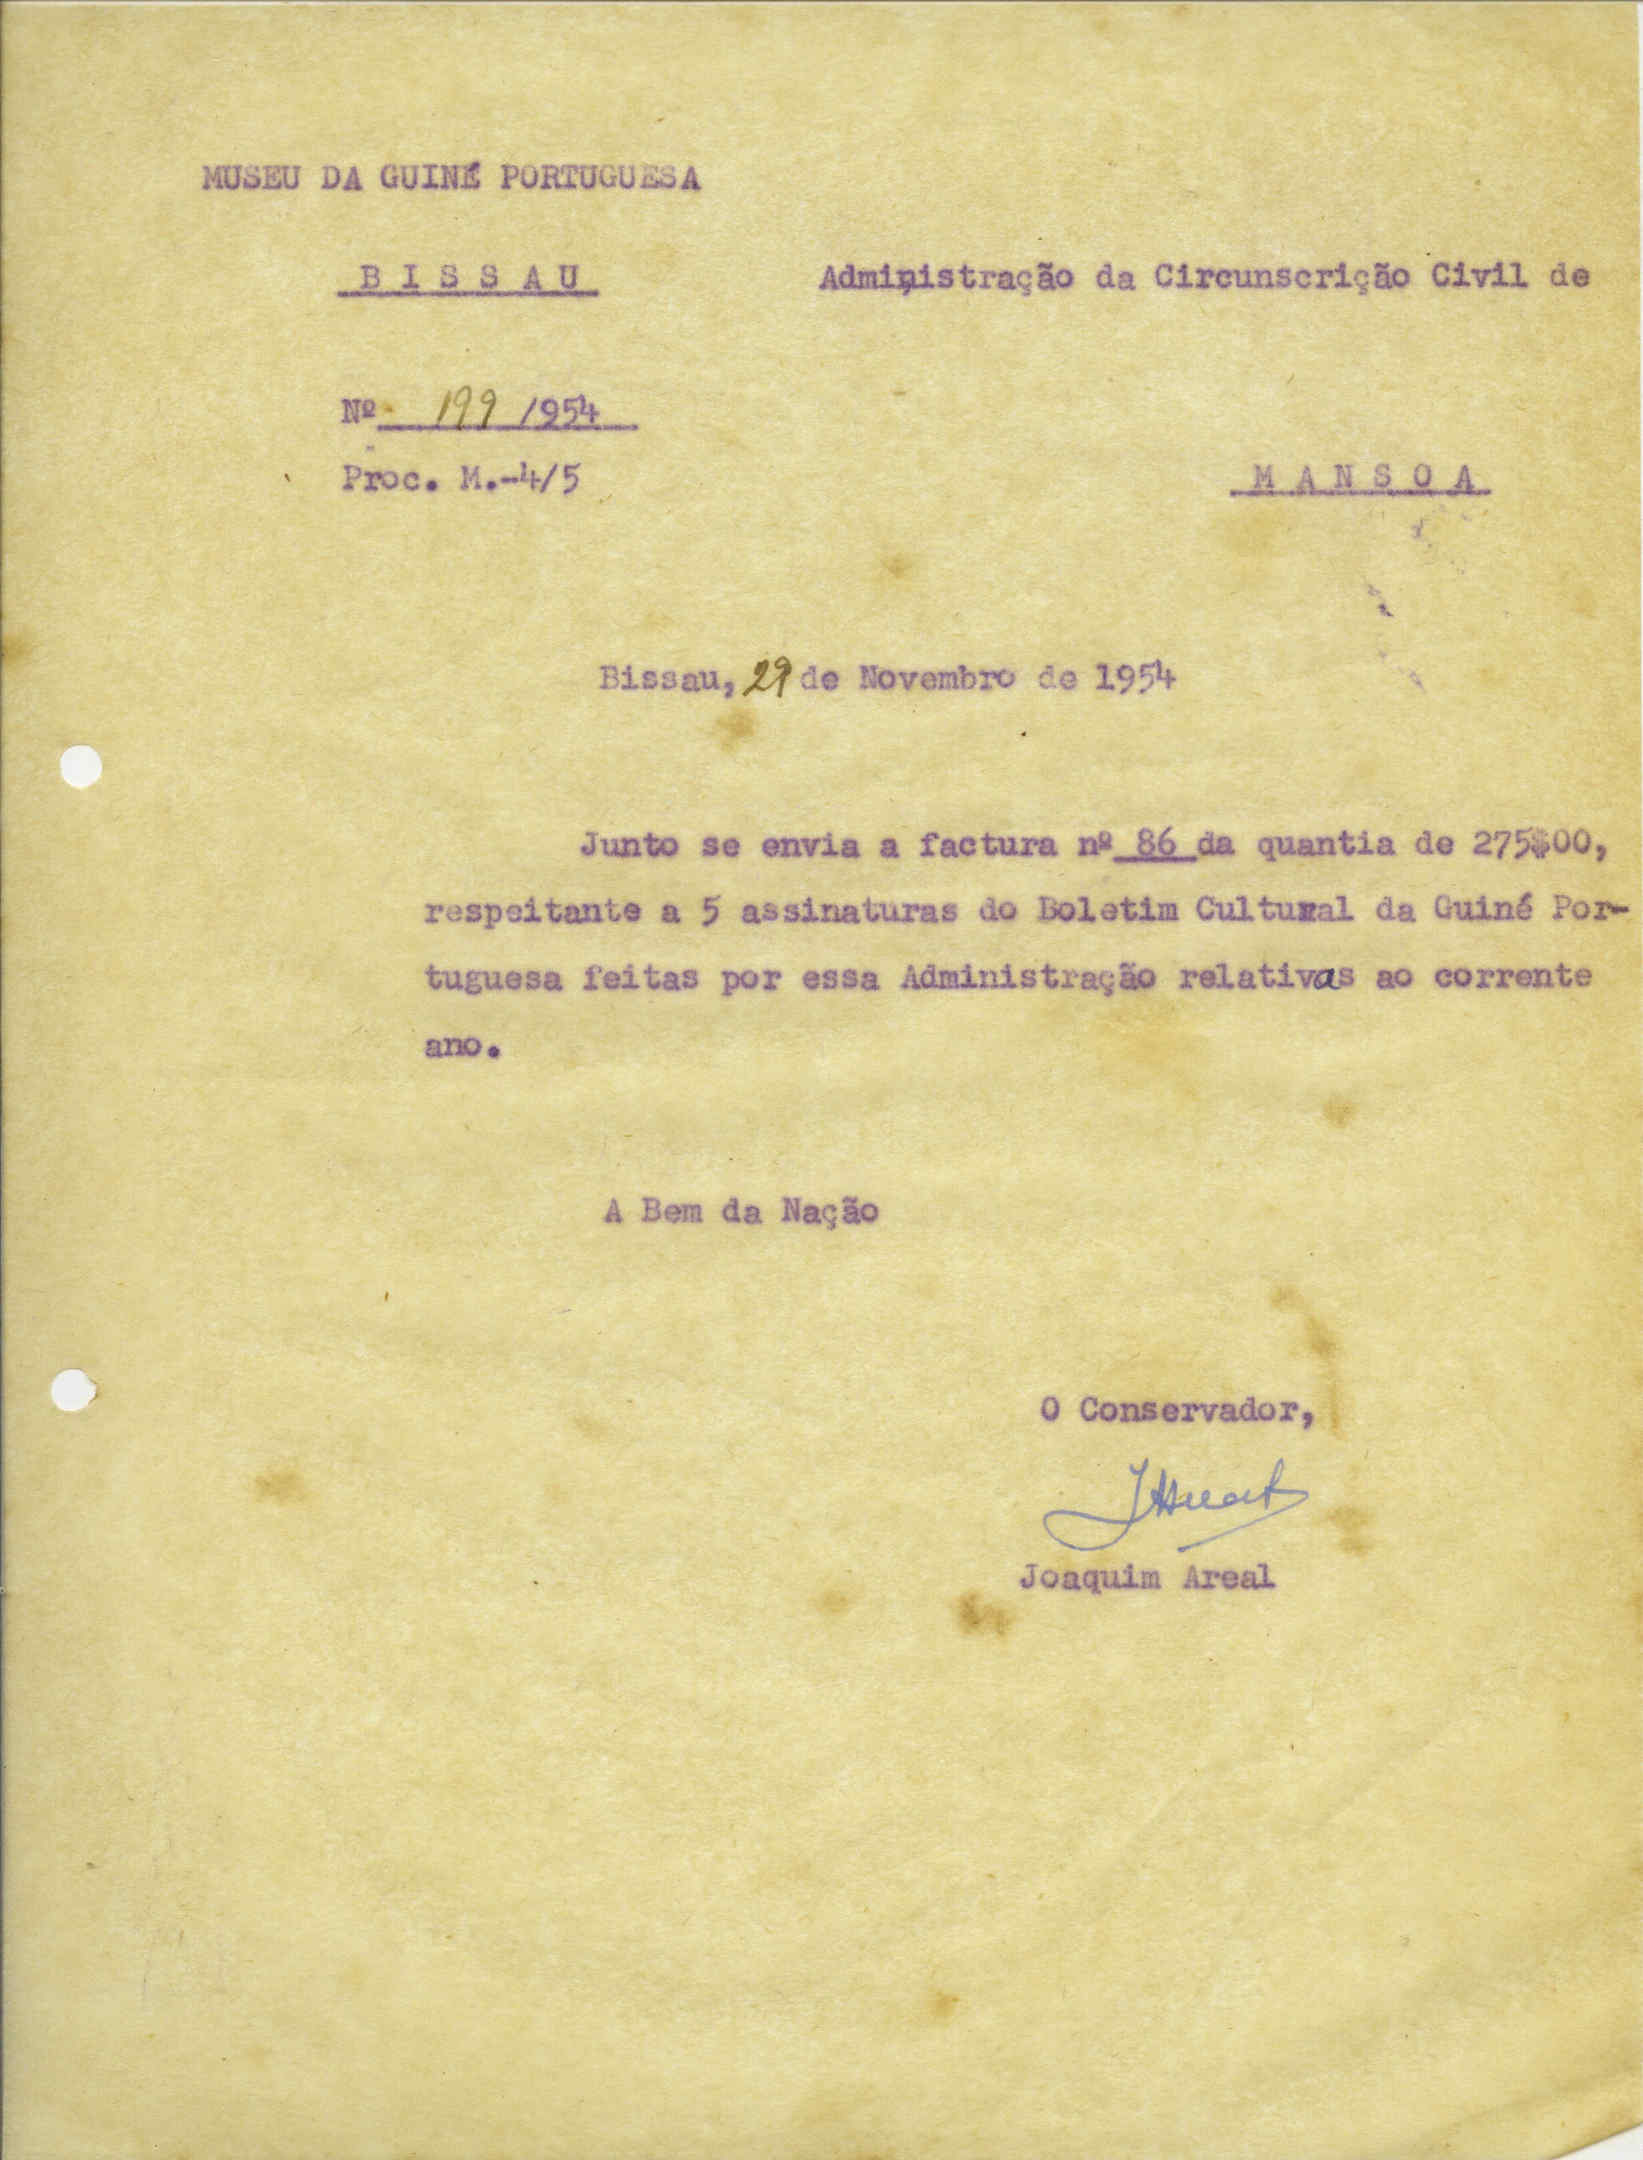 MUSEU DA GUINÉ PORTUGUESA
B I S S A U
Administração da Circunscrição Civil de
Nº 199 /954
Proc. M.-4/5
M A N S O A
Bissau, 29 de Novembro de 1954
Junto se envia a factura nº 86 da quantia de 275$00,
respeitante a 5 assinaturas do Boletim Cultural da Guiné Por-
tuguesa feitas por essa Administração relativas ao corrente
ano.
A Bem da Nação
O Conservador,
JAreal
Joaquim Areal